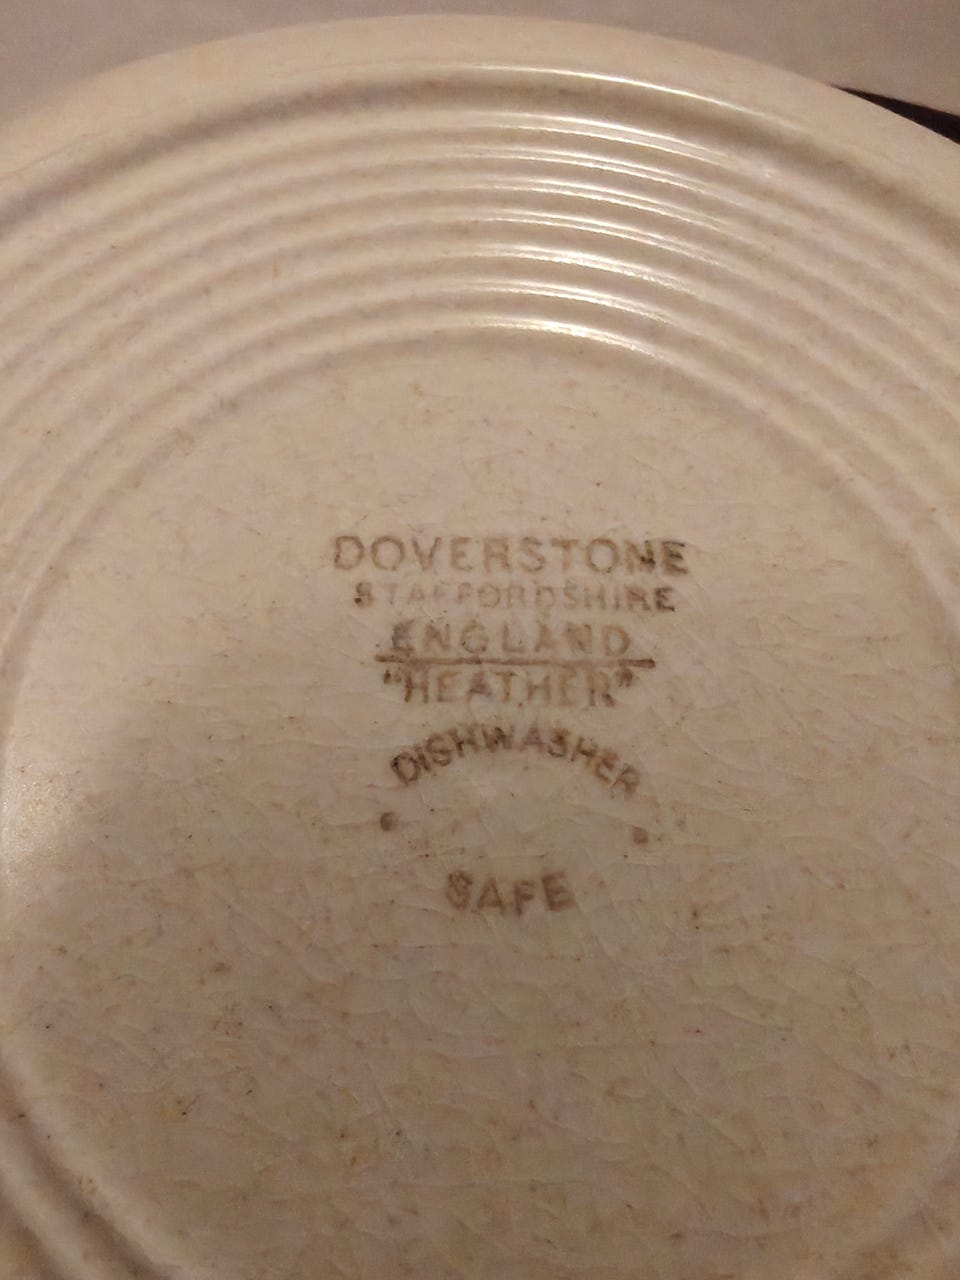 DOVERSTONE
STAFFORDSHIRE
ENGLAND
"HEATHER"
DISHWASHER
SAFE